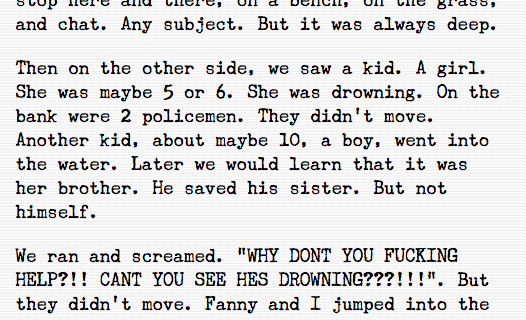 stop here and there, on a bench, on the grass,
and chat. Any subject. But it was always deep.
Then on the other side, we saw a kid. A girl.
She was maybe 5 or 6. She was drowning. On the
bank were 2 policemen. They didn't move.
Another kid, about maybe 10, a boy, went into
the water. Later we would learn that it was
her brother. He saved his sister. But not
himself.
We ran and screamed. "WHY DONT YOU FUCKING
HELP?!! CANT YOU SEE HES DROWNING???!!!". But
they didn't move. Fanny and I jumped into the